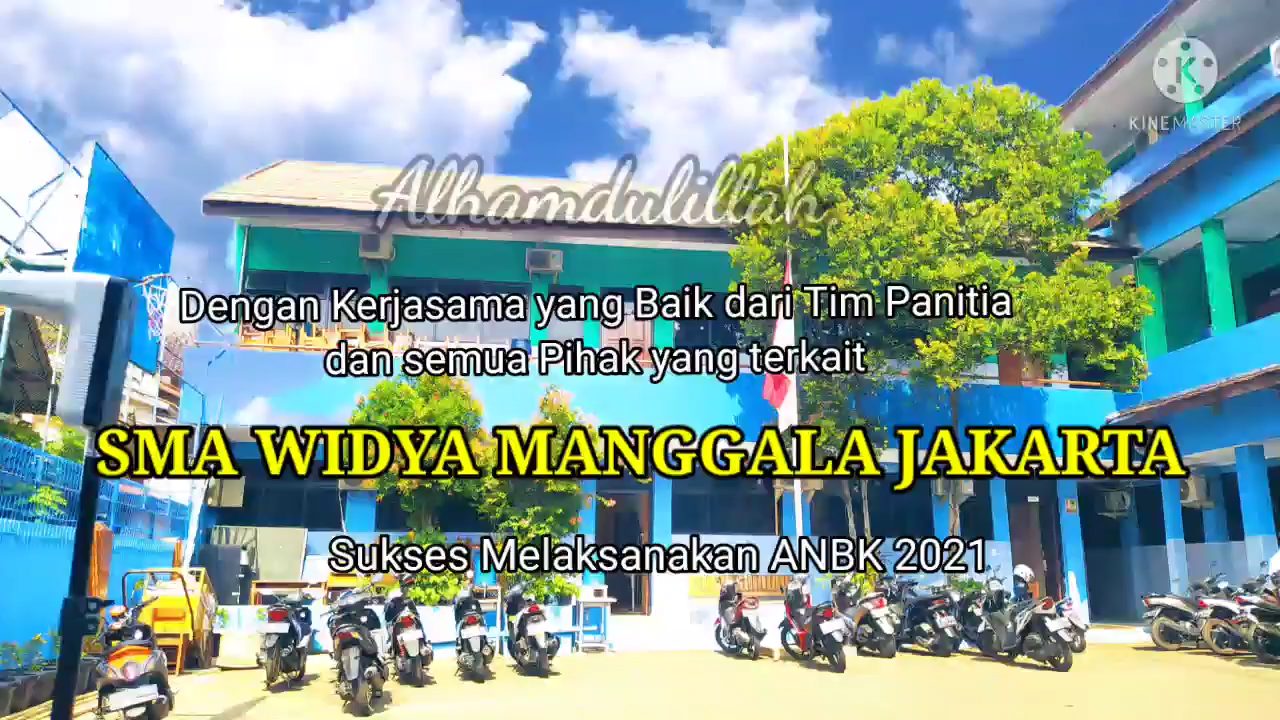 KINEMASTER
Alhamdulillah
Dengan Kerjasama yang Baik dari Tim Panitia
dan semua Pihak yang terkait
SMA WIDYA MANGGALA JAKARTA
Sukses Melaksanakan ANBK 2021